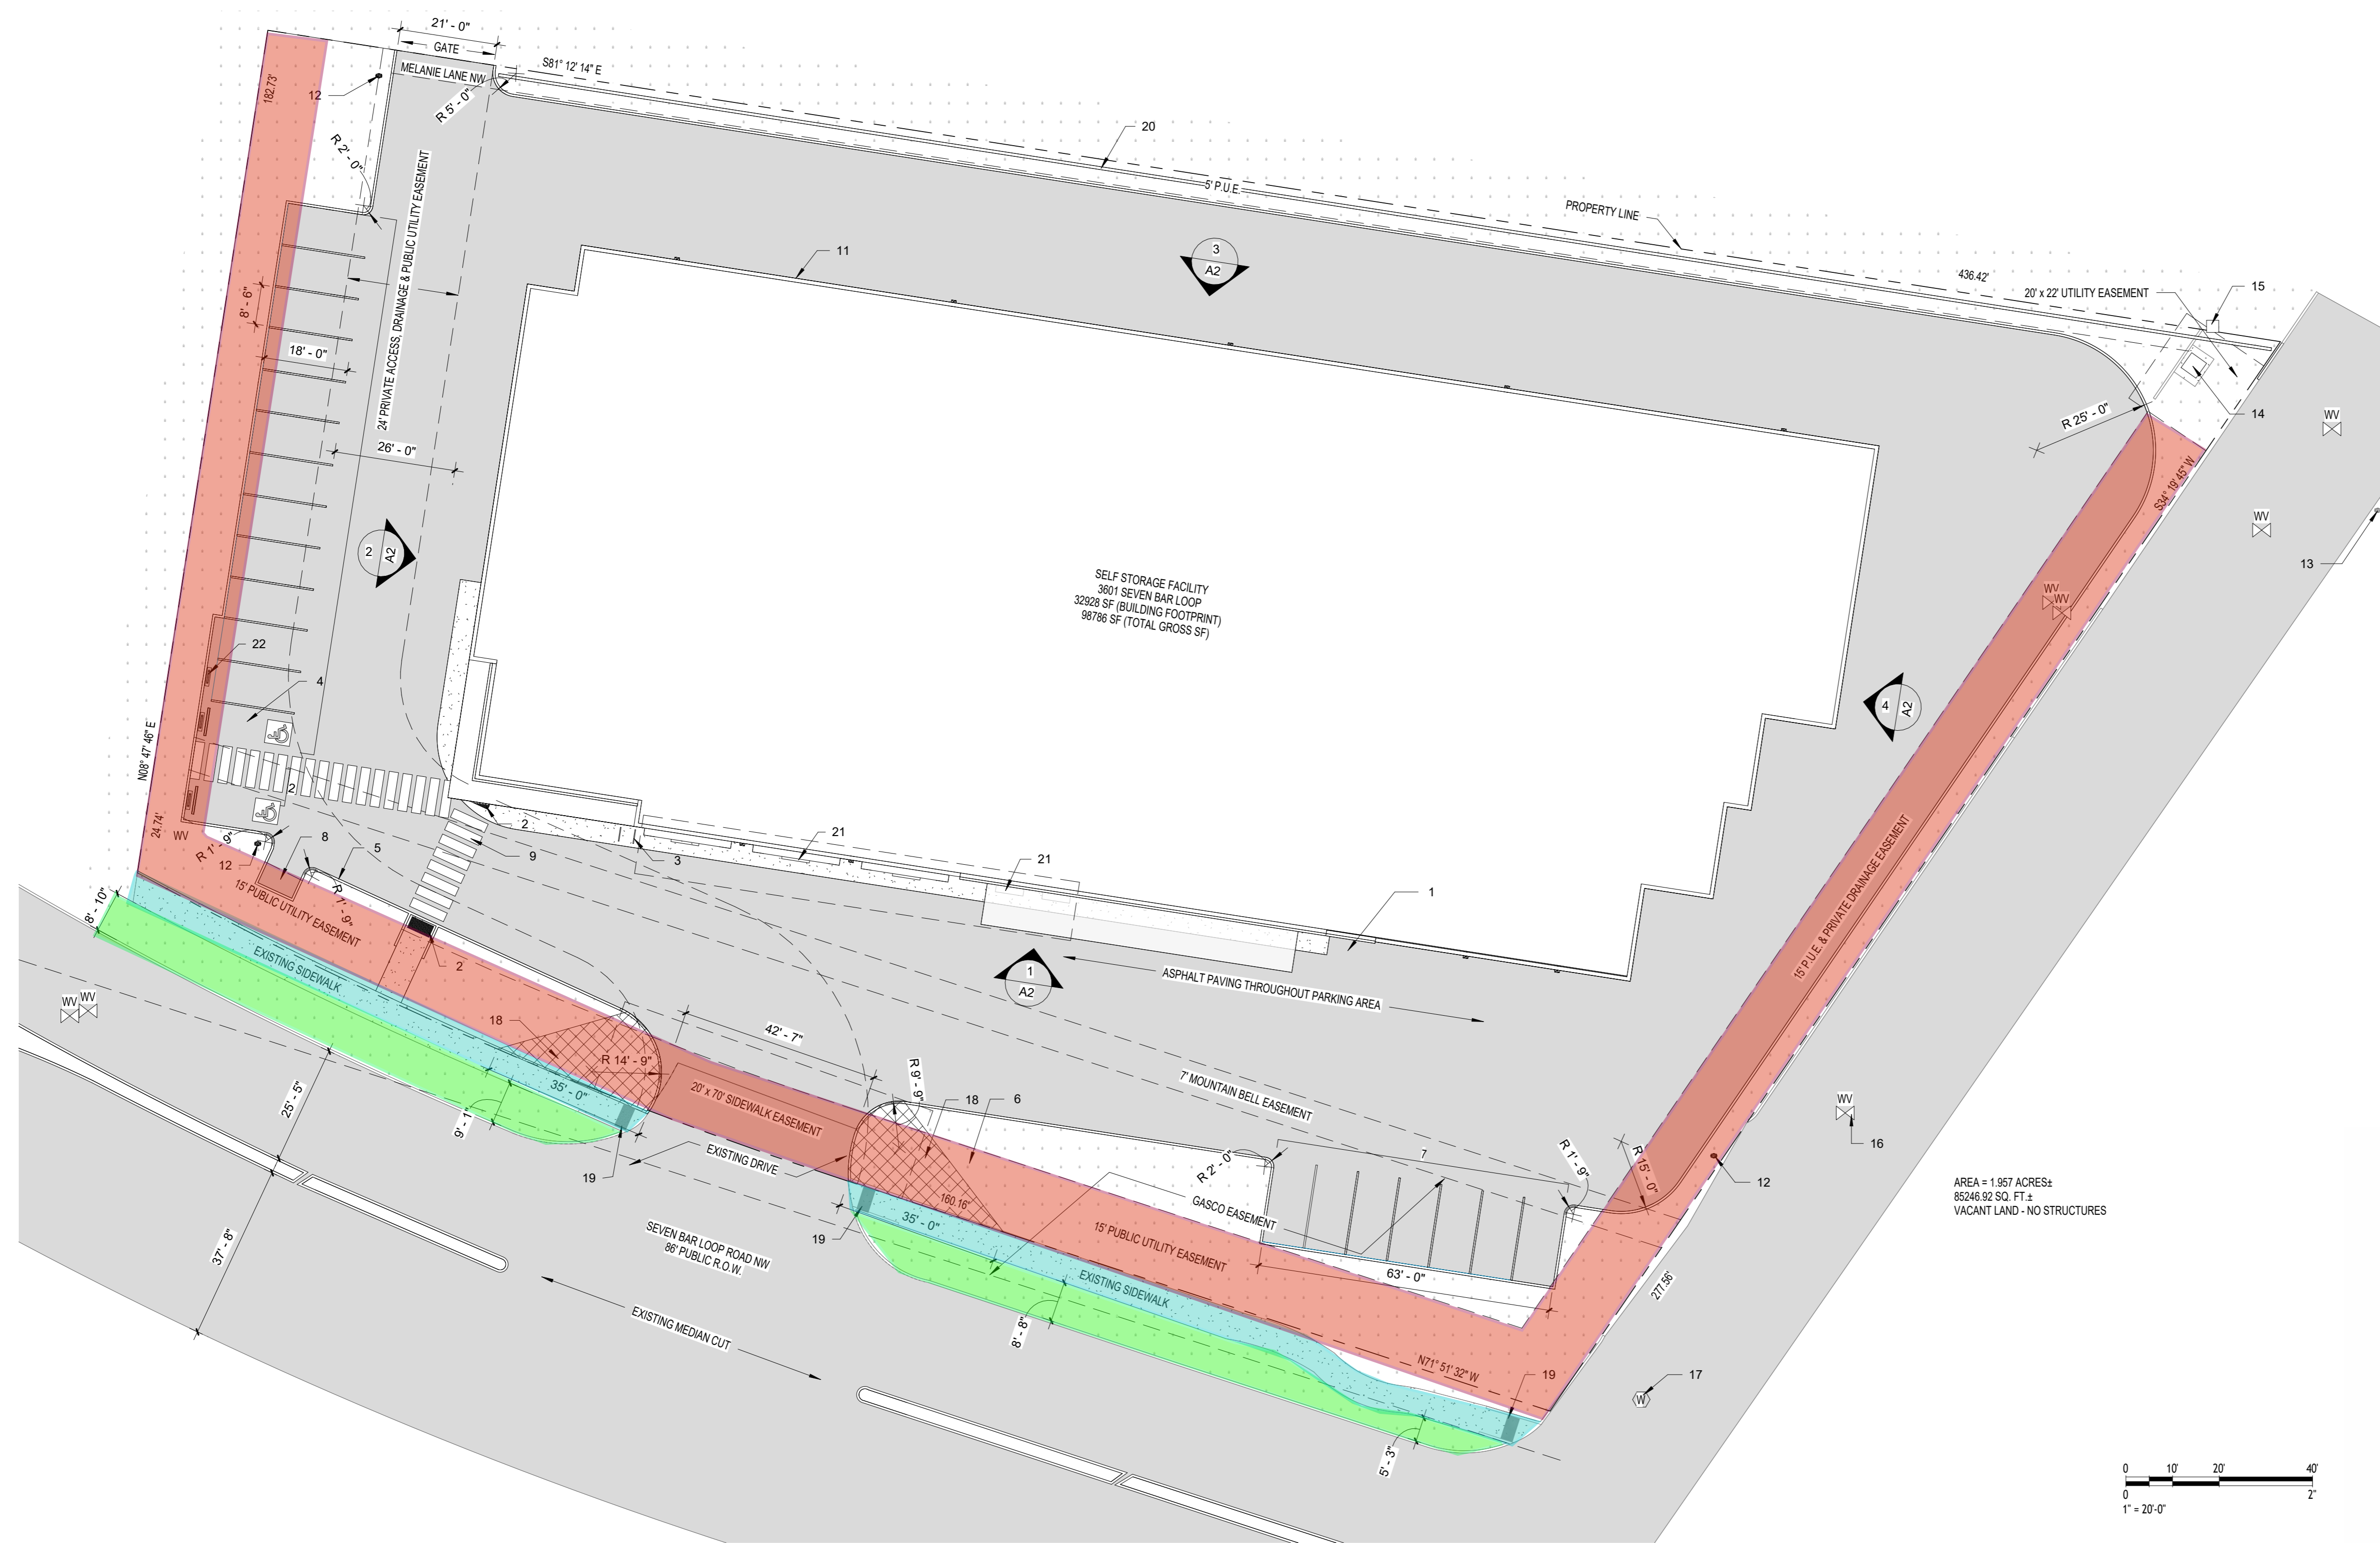 21' - 0"
GATE
MELANIE LANE NW
S81° 12' 14" E
182.73'
12
R 5' - 0"
R 2' - 0"
20
5' P.U.E.
PROPERTY LINE
436.42'
20' x 22' UTILITY EASEMENT
15
24' PRIVATE ACCESS, DRAINAGE & PUBLIC UTILITY EASEMENT
11
3
A2
8' - 6"
18' - 0"
26' - 0"
R 25' - 0"
14
WV
S34° 19' 45" W
WV
13
2
A2
SELF STORAGE FACILITY
3601 SEVEN BAR LOOP
32928 SF (BUILDING FOOTPRINT)
98786 SF (TOTAL GROSS SF)
WV
WV
22
4
4
A2
N08° 47' 46" E
2
24.74'
WV
R 1' - 9"
8
5
12
R 7' - 9"
9
2
3
21
21
1
15' P.U.E. & PRIVATE DRAINAGE EASEMENT
8' - 10"
15' PUBLIC UTILITY EASEMENT
EXISTING SIDEWALK
2
1
A2
ASPHALT PAVING THROUGHOUT PARKING AREA
WV
WV
18
42' - 7"
R 14' - 9"
35' - 0"
R 9' - 9"
20' x 70' SIDEWALK EASEMENT
18
6
7' MOUNTAIN BELL EASEMENT
25' - 5"
9' - 1"
EXISTING DRIVE
19
7
R 2' - 0"
R 1' - 9"
R 15' - 0"
WV
16
12
160.16'
GASCO EASEMENT
35' - 0"
19
15' PUBLIC UTILITY EASEMENT
AREA = 1.957 ACRES±
85246.92 SQ. FT.±
VACANT LAND - NO STRUCTURES
37' - 8"
SEVEN BAR LOOP ROAD NW
86' PUBLIC R.O.W.
EXISTING SIDEWALK
63' - 0"
277.56'
EXISTING MEDIAN CUT
8' - 8"
N71° 51' 32" W
19
17
W
5' - 3"
0 10' 20' 40'
0 2"
1" = 20'-0"